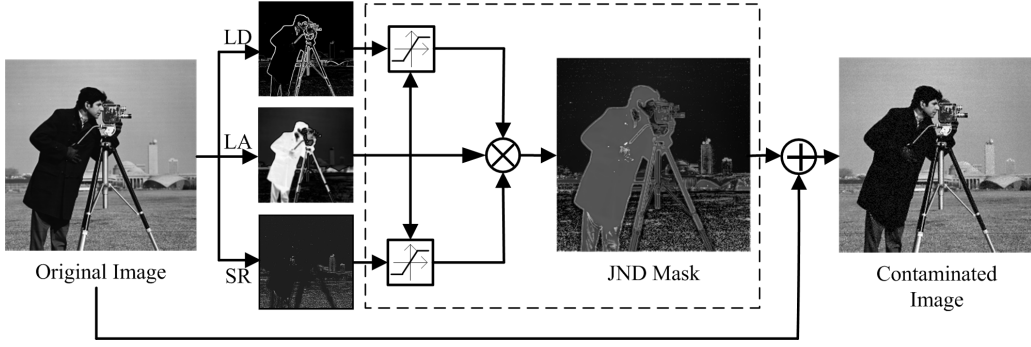 LD
LA
SR
Original Image
JND Mask
Contaminated
Image